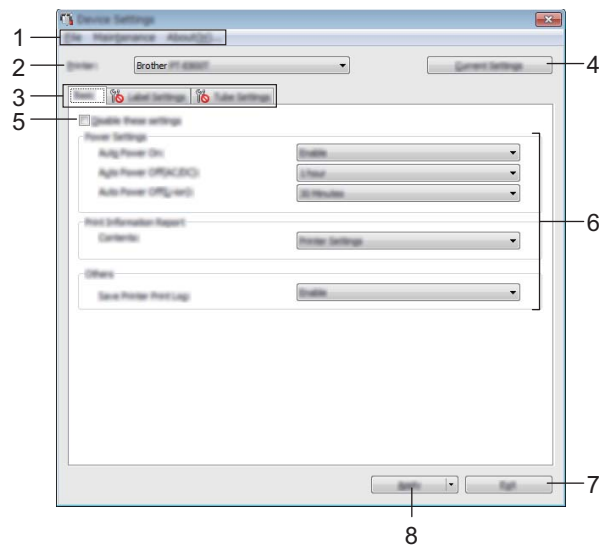 Device Settings
1
File Maintenance About
2
Printer:
Brother PT-E800T
Current Settings
4
3
Label Settings
Tube Settings
5
Disable these settings
Power Settings
Auto Power On:
Enable
Auto Power Off(AC/DC):
1 hour
Auto Power Off(Li-ion):
30 Minutes
6
Print Information Report
Contents:
Printer Settings
Others
Save Printer Print Log:
Enable
Apply
Exit
7
8